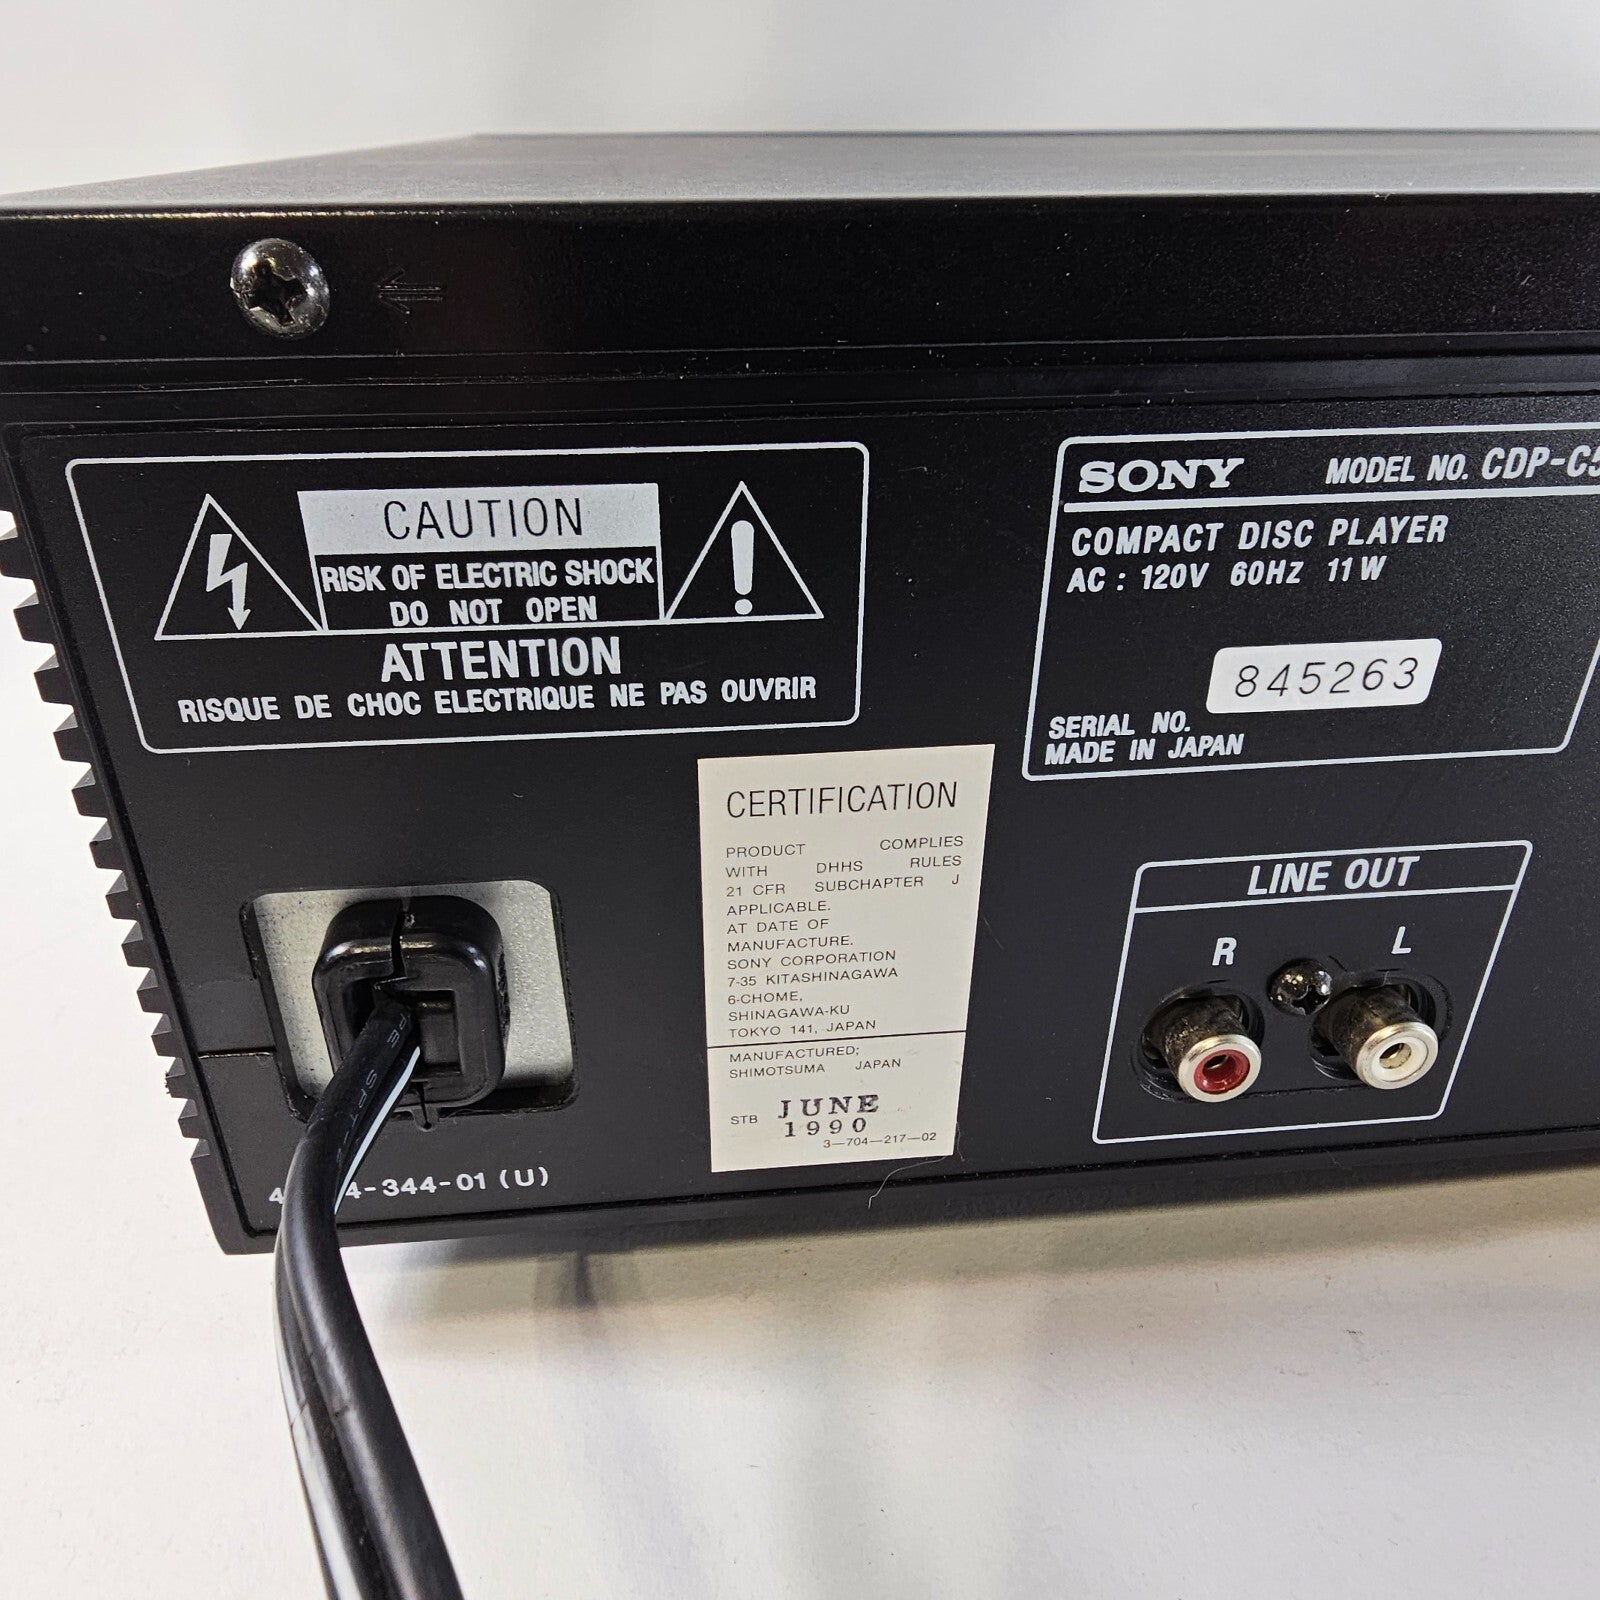 CAUTION
RISK OF ELECTRIC SHOCK
DO NOT OPEN
ATTENTION
RISQUE DE CHOC ELECTRIQUE NE PAS OUVRIR
SONY MODEL NO. CDP-C5
COMPACT DISC PLAYER
AC : 120V 60HZ 11W
845263
SERIAL NO.
MADE IN JAPAN
CERTIFICATION
PRODUCT COMPLIES
WITH DHHS RULES
21 CFR SUBCHAPTER J
APPLICABLE.
AT DATE OF
MANUFACTURE.
SONY CORPORATION
7-35 KITASHINAGAWA
6-CHOME,
SHINAGAWA-KU
TOKYO 141, JAPAN
MANUFACTURED;
SHIMOTSUMA JAPAN
STB JUNE
1990
3-704-217-02
LINE OUT
R L
4-344-01 (U)